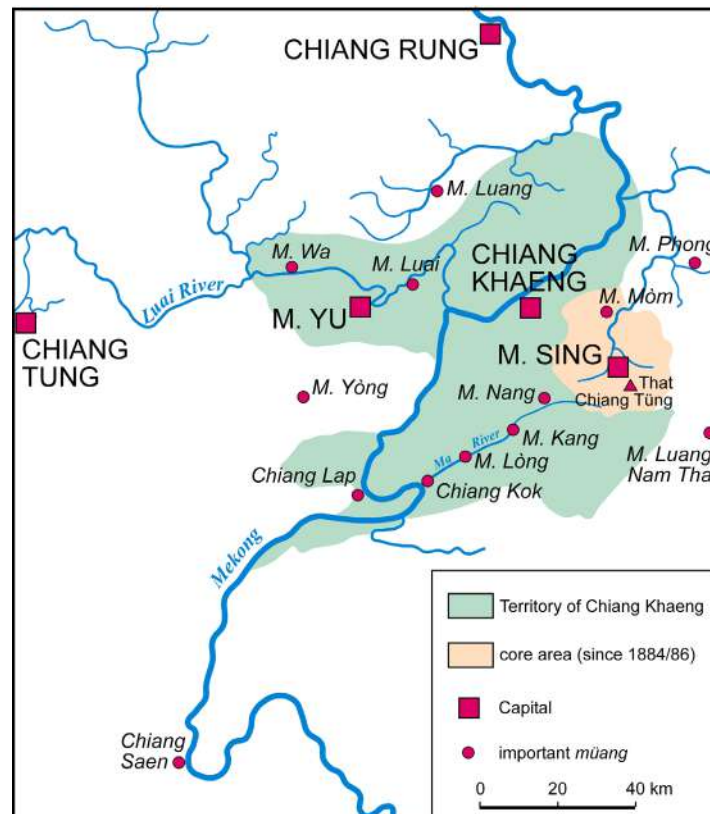 CHIANG RUNG
M. Luang
M. Phong
M. Wa
M. Luai
CHIANG
KHAENG
Luai River
M. YU
M. Mòm
CHIANG
TUNG
M. SING
That
Chiang Tüng
M. Yòng
M. Nang
M. Kang
Ma River
M. Lòng
M. Luang
Nam Tha
Chiang Lap
Chiang Kok
Mekong
Territory of Chiang Khaeng
core area (since 1884/86)
Capital
important müang
Chiang
Saen
0 20 40 km